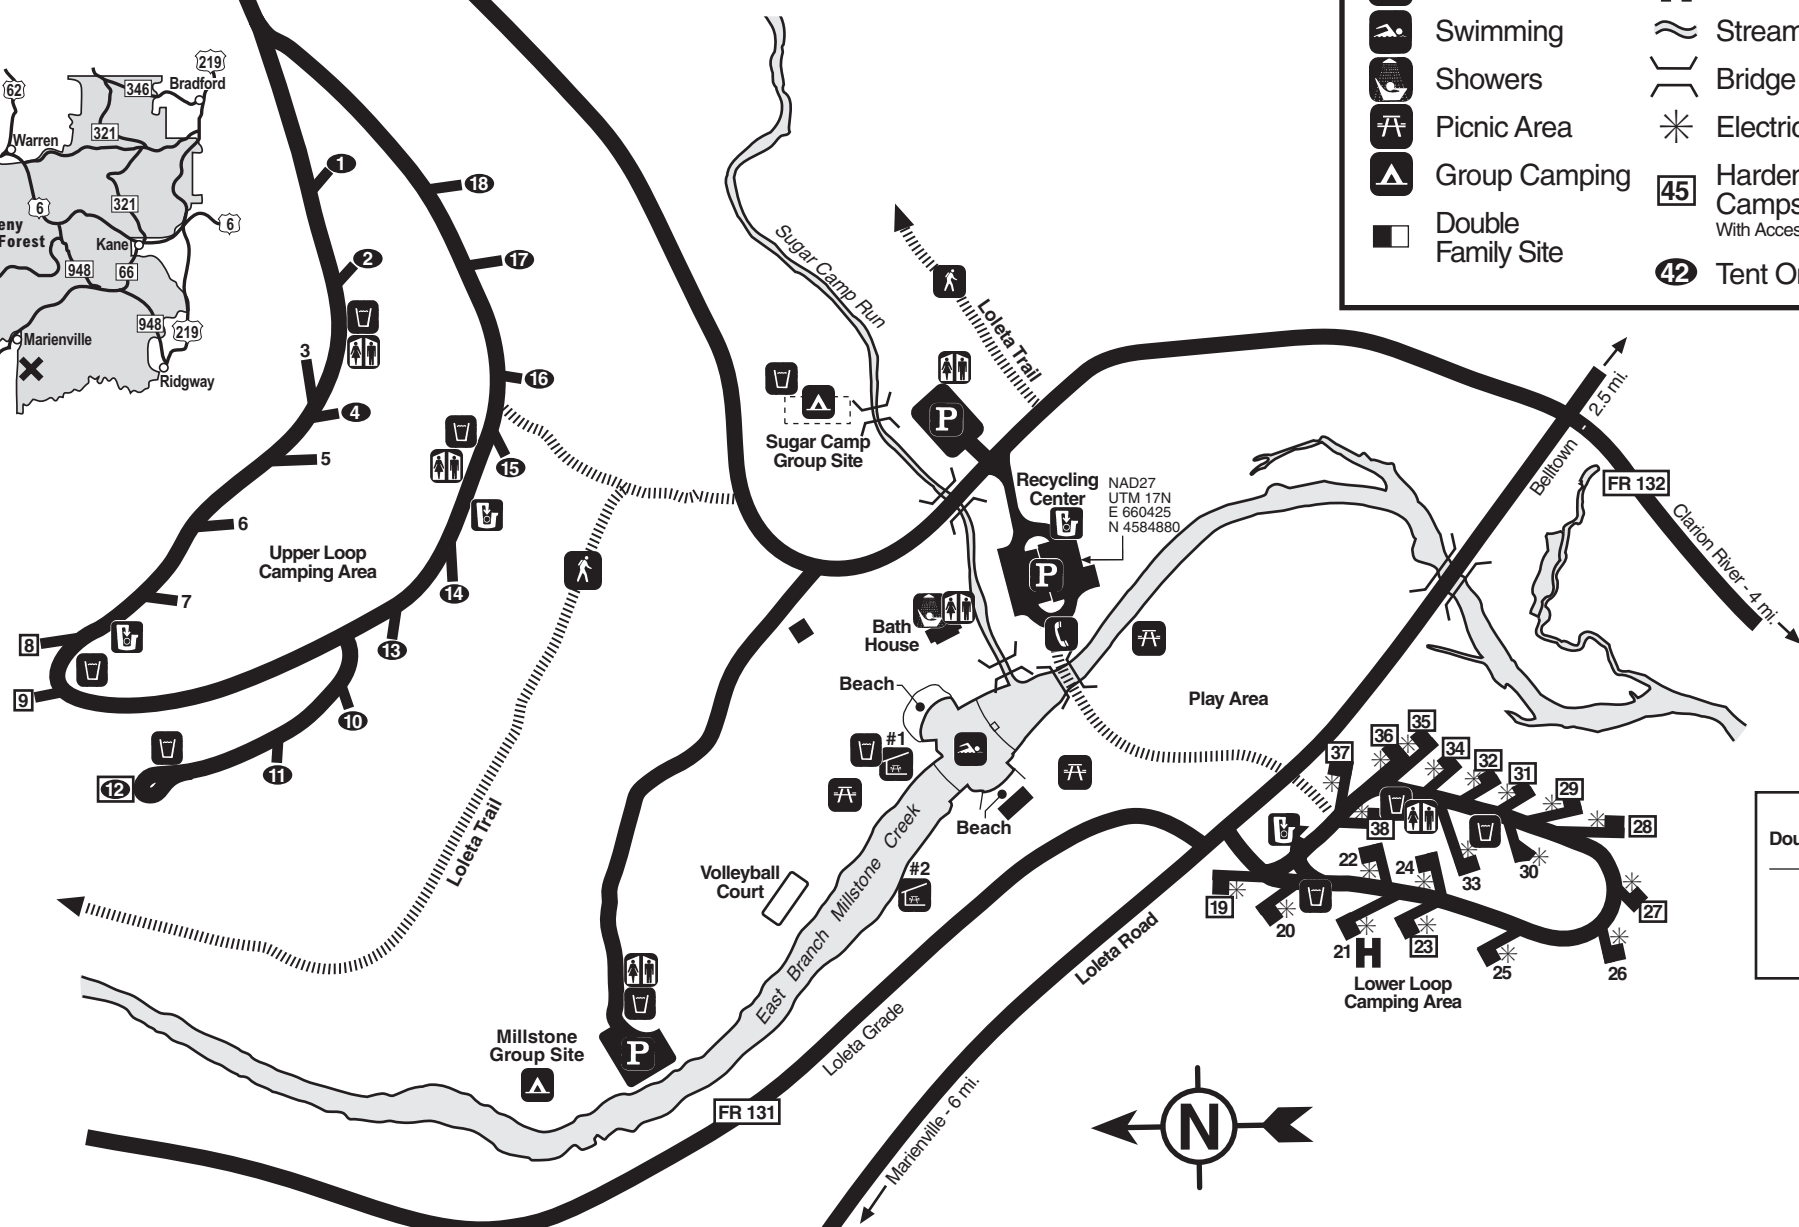 219
62
346
Bradford
321
Warren
6
321
6
Kane
Forest
948
66
948
219
Marienville
Ridgway
1
18
2
17
3
16
4
15
5
6
Upper Loop
Camping Area
7
14
8
13
9
10
11
12
Loleta Trail
Sugar Camp Run
Loleta Trail
Sugar Camp
Group Site
P
Recycling
Center
NAD27
UTM 17N
E 660425
N 4584880
P
Bath
House
Beach
#1
Beach
Play Area
Volleyball
Court
#2
East Branch Millstone Creek
Millstone
Group Site
P
FR 131
Loleta Grade
Loleta Road
Marienville - 6 mi.
N
Swimming
Showers
Picnic Area
Group Camping
Double
Family Site
Stream
Bridge
45
With
42
Tent
2.5 mi.
Belltown
FR 132
Clarion River - 4 mi.
35
36
34
37
32
31
29
28
38
22
24
33
30
19
20
21
23
25
26
27
H
Lower Loop
Camping Area